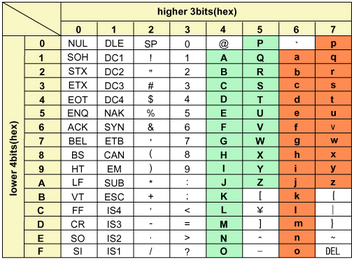 higher 3bits(hex)
0 1 2 3 4 5 6 7
lower 4bits(hex)
0 NUL DLE SP 0 @ P ` p
1 SOH DC1 ! 1 A Q a q
2 STX DC2 " 2 B R b r
3 ETX DC3 # 3 C S c s
4 EOT DC4 $ 4 D T d t
5 ENQ NAK % 5 E U e u
6 ACK SYN & 6 F V f v
7 BEL ETB ' 7 G W g w
8 BS CAN ( 8 H X h x
9 HT EM ) 9 I Y i y
A LF SUB * : J Z j z
B VT ESC + ; K [ k {
C FF IS4 , < L ¥ l |
D CR IS3 - = M ] m }
E SO IS2 . > N ^ n ~
F SI IS1 / ? O _ o DEL